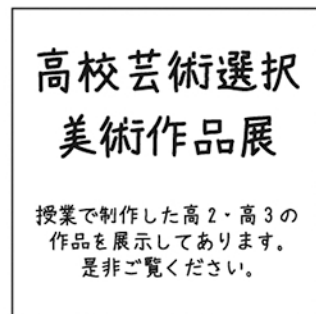 高校芸術選択
美術作品展
授業で制作した高2・高3の
作品を展示してあります。
是非ご覧ください。